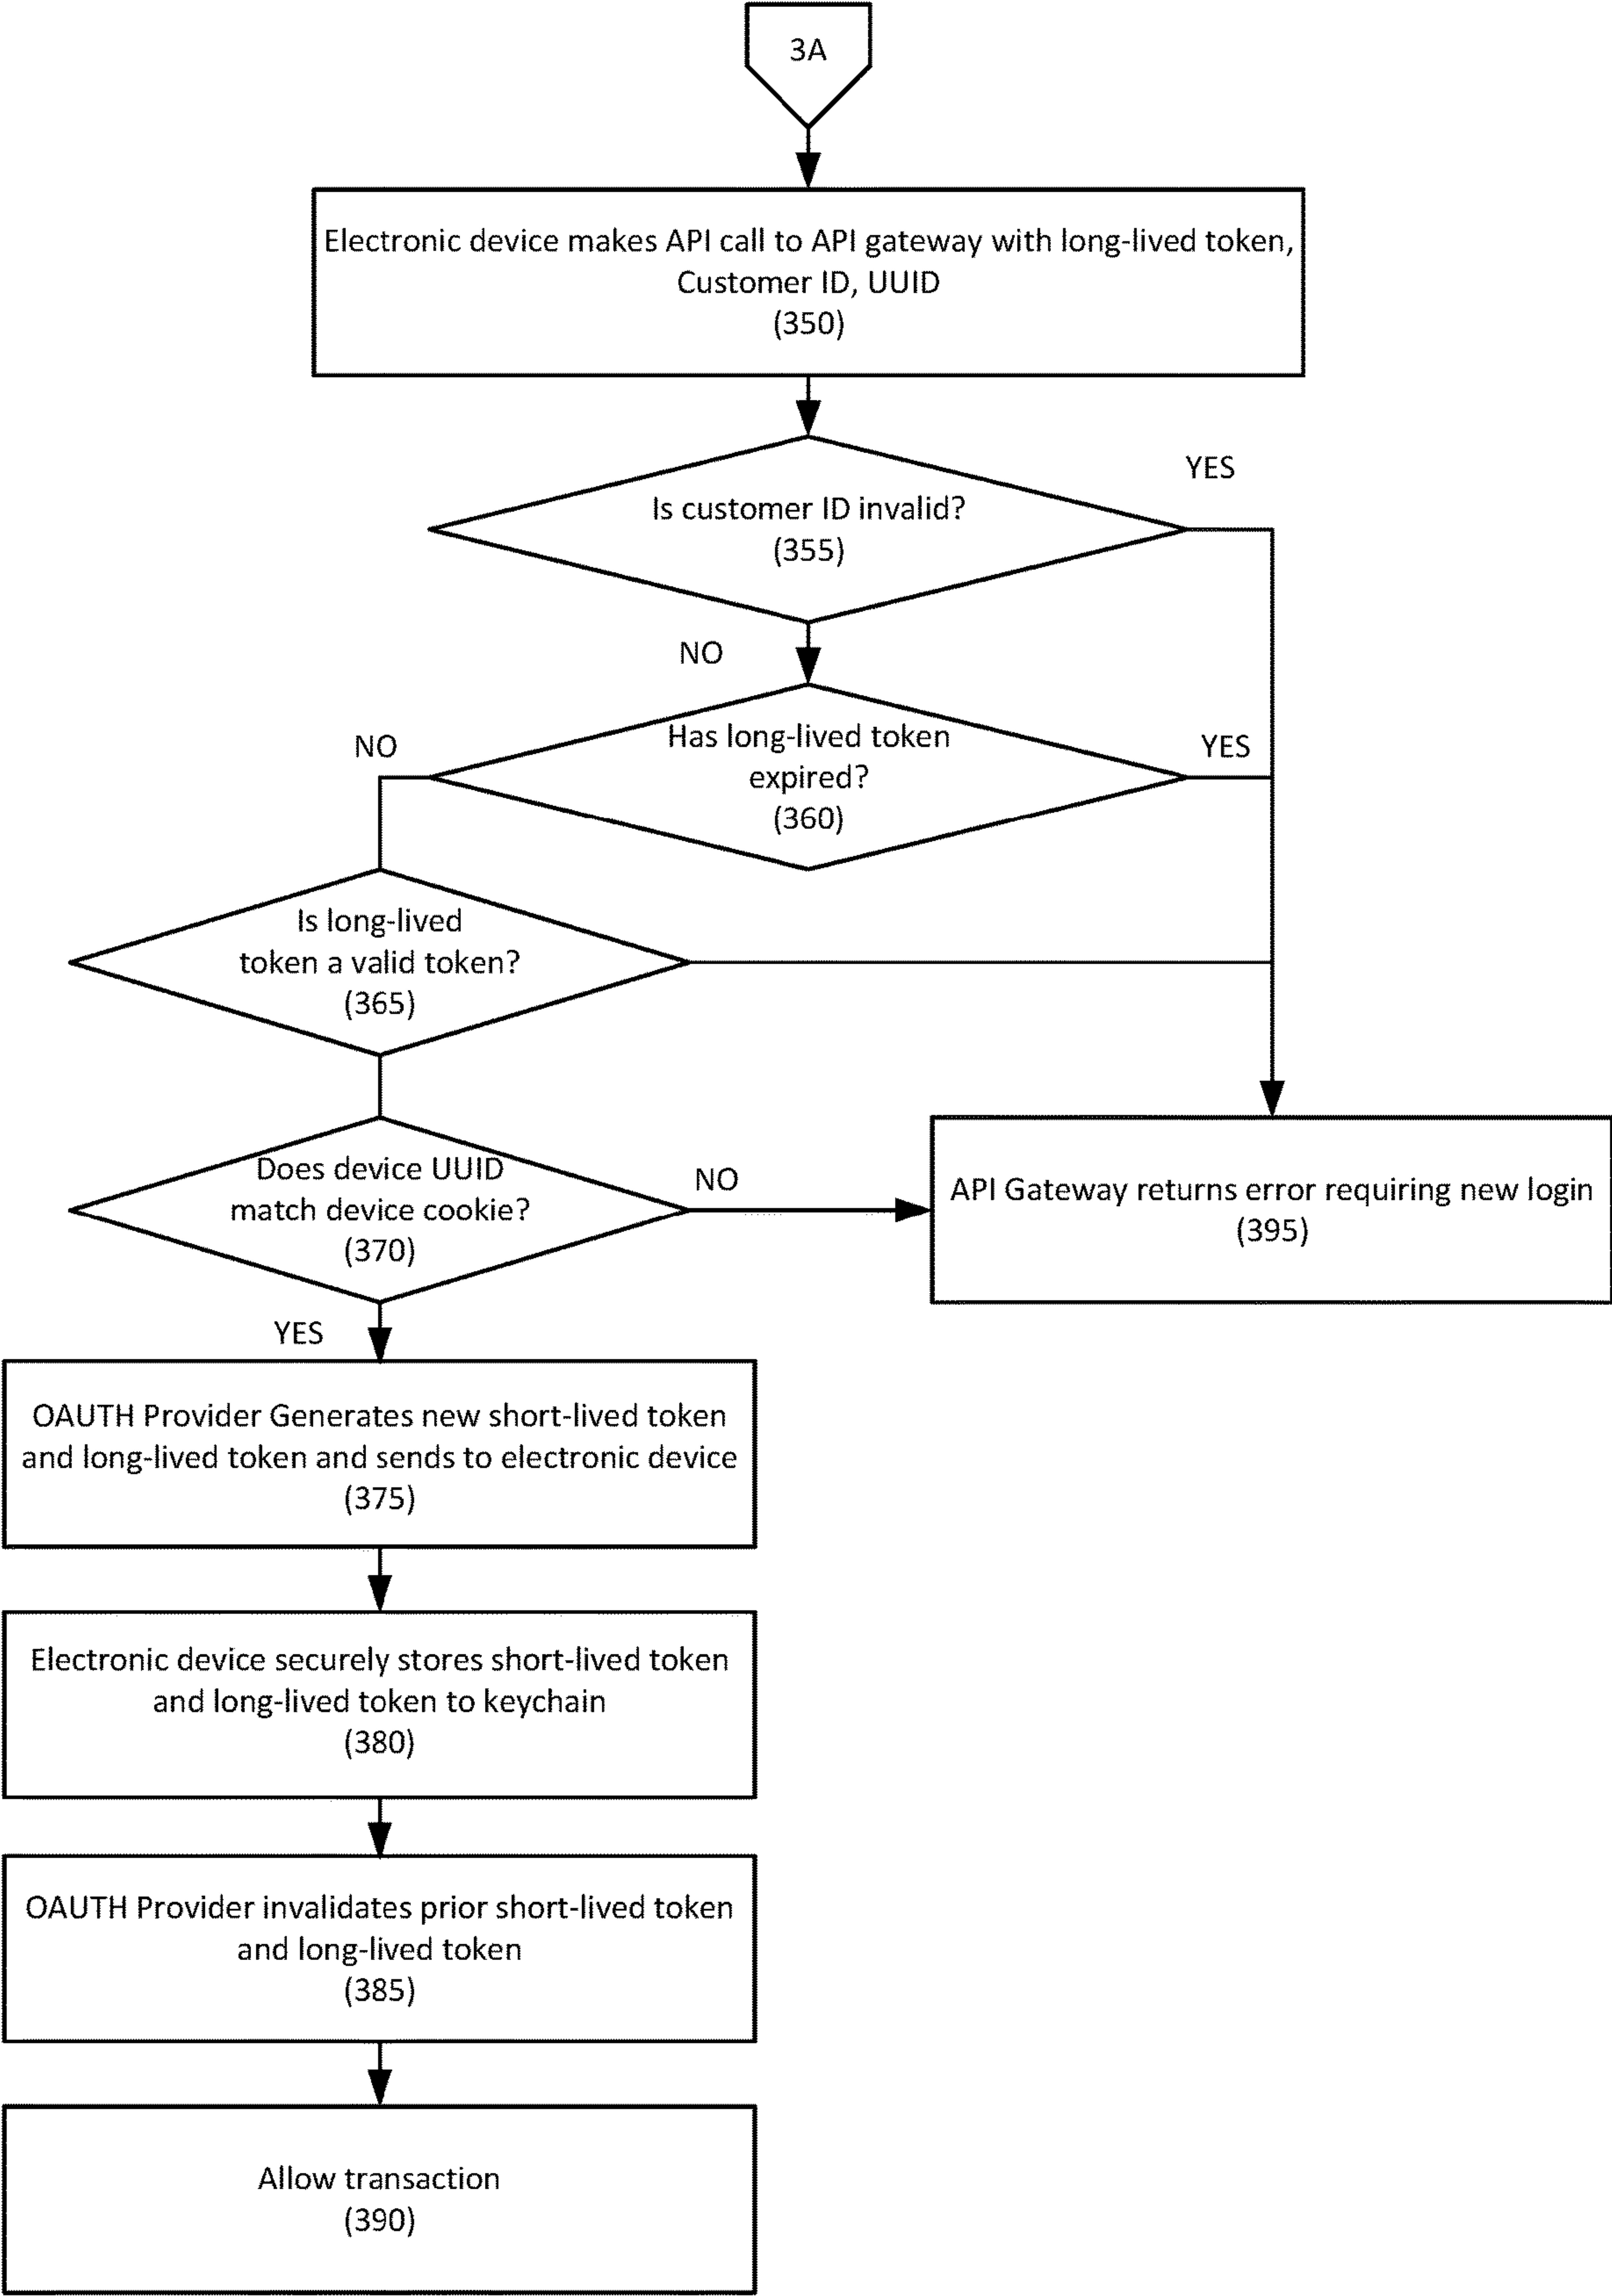 3A
Electronic device makes API call to API gateway with long-lived token,
Customer ID, UUID
(350)
YES
Is customer ID invalid?
(355)
NO
Has long-lived token
expired?
(360)
NO
YES
Is long-lived
token a valid token?
(365)
Does device UUID
match device cookie?
(370)
NO
API Gateway returns error requiring new login
(395)
YES
OAUTH Provider Generates new short-lived token
and long-lived token and sends to electronic device
(375)
Electronic device securely stores short-lived token
and long-lived token to keychain
(380)
OAUTH Provider invalidates prior short-lived token
and long-lived token
(385)
Allow transaction
(390)